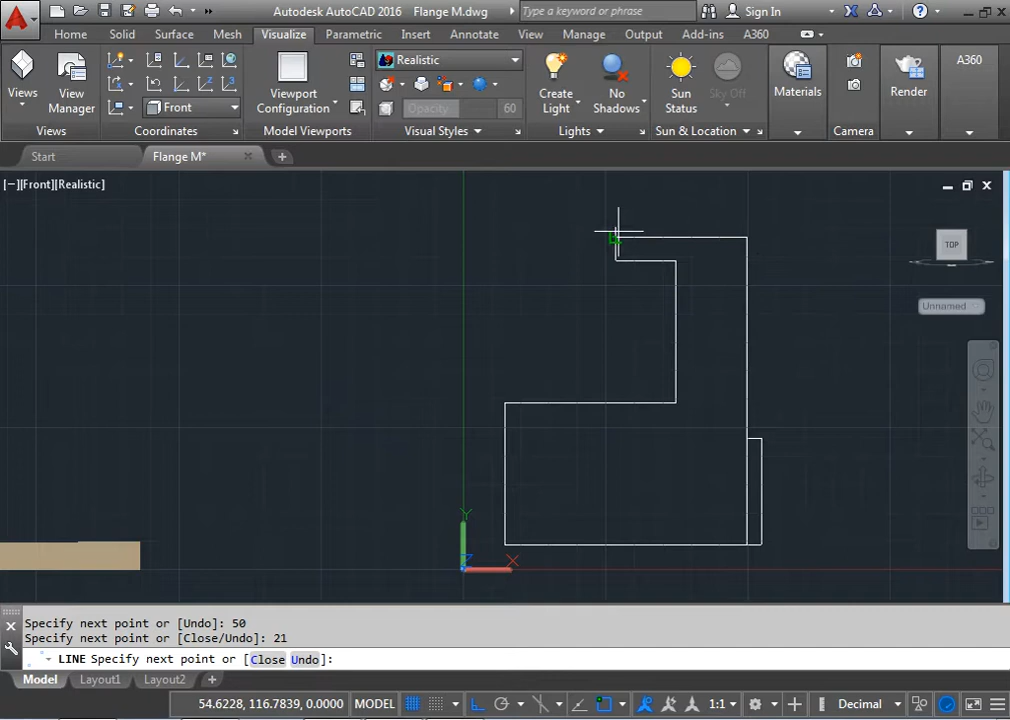 Autodesk AutoCAD 2016 Flange M.dwg Type a keyword or phrase Sign In
Home Solid Surface Mesh Visualize Parametric Insert Annotate View Manage Output Add-ins A360
Realistic
Views
View
Manager
Front
Viewport
Configuration
Opacity 60
Create
Light
No
Shadows
Sun
Status
Sky Off
Materials
Render
A360
Views Coordinates Model Viewports Visual Styles Lights Sun & Location Camera
Start Flange M*
[−][Front][Realistic]
TOP
Unnamed
Y
Z X
Specify next point or [Undo]: 50
Specify next point or [Close/Undo]: 21
LINE Specify next point or [Close Undo]:
Model Layout1 Layout2
54.6228, 116.7839, 0.0000 MODEL 1:1 Decimal